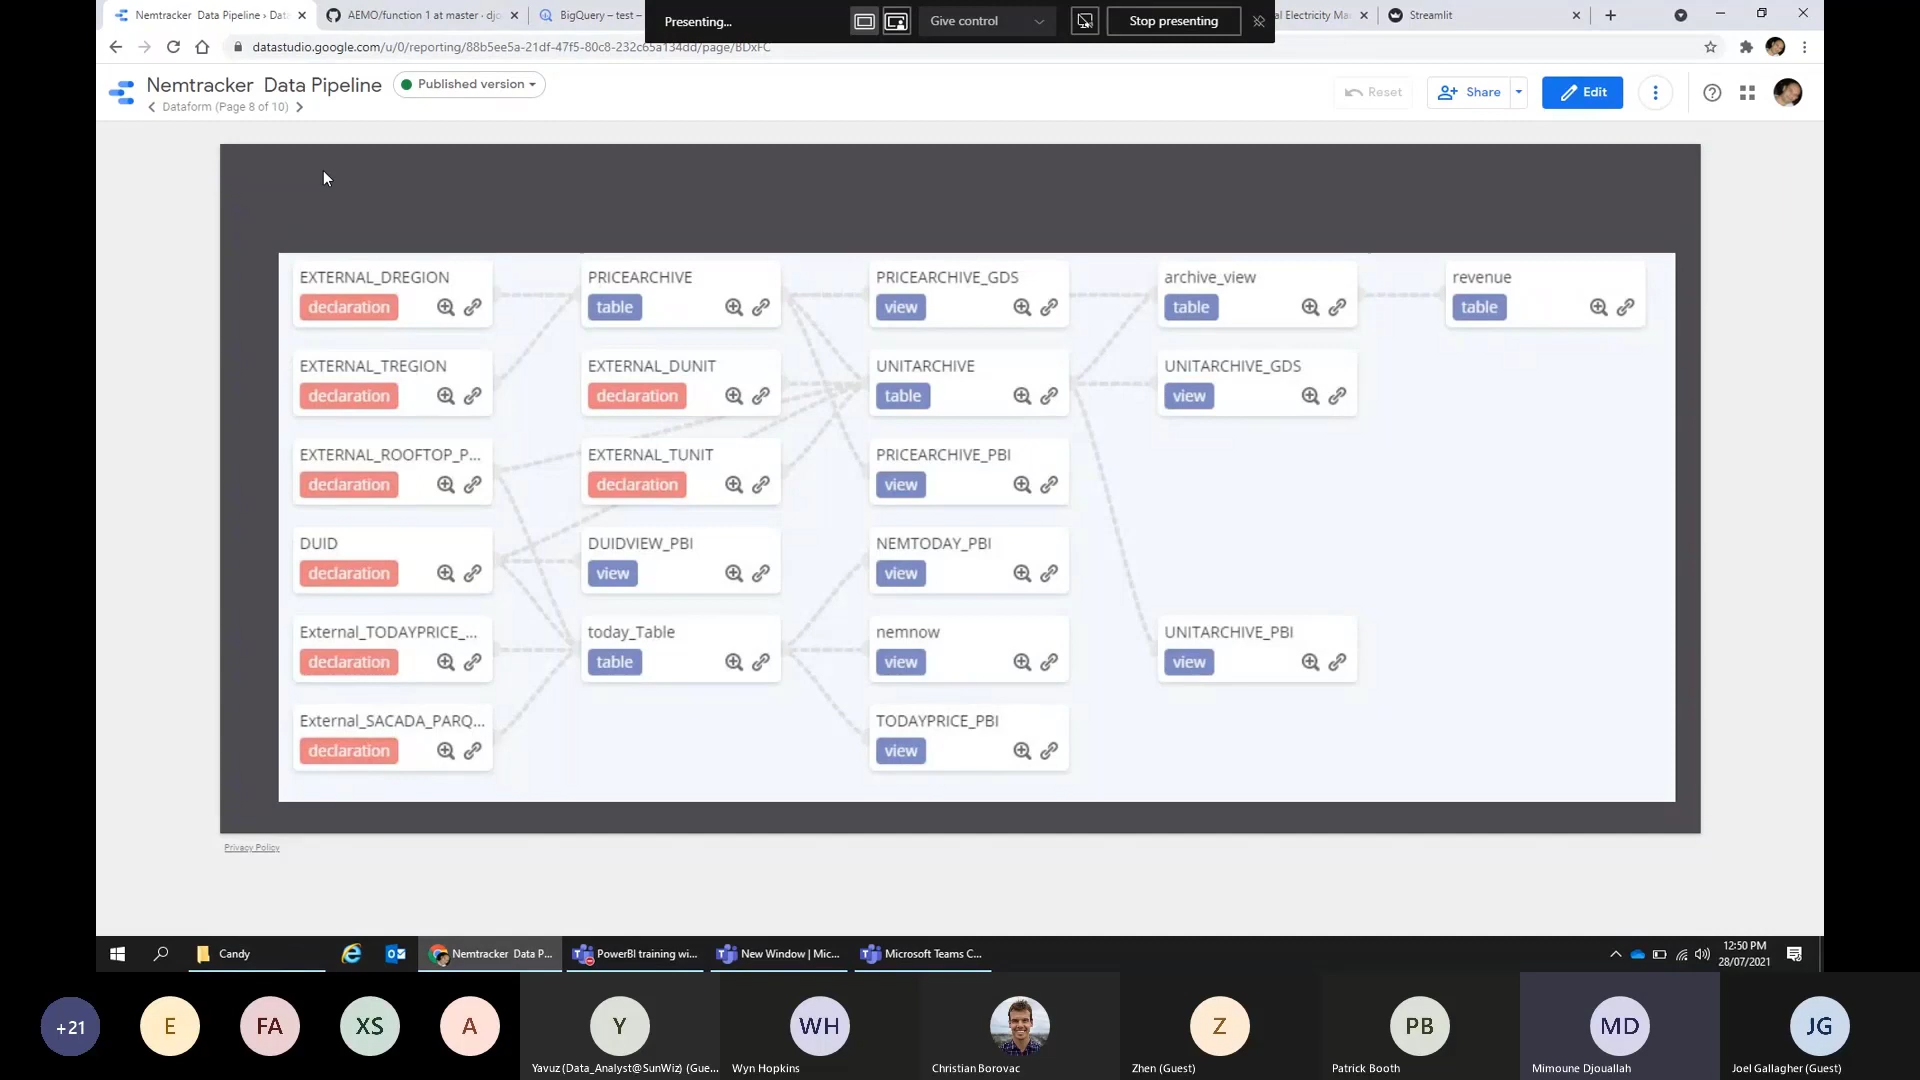 Nemtracker  Data Pipeline › Data
AEMO/function 1 at master · djo
BigQuery – test –
Presenting...
Give control
Stop presenting
al Electricity Ma
Streamlit
datastudio.google.com/u/0/reporting/88b5ee5a-21df-47f5-80c8-232c65a134dd/page/BDxFC
Nemtracker  Data Pipeline
Published version
Dataform (Page 8 of 10)
Reset
Share
Edit
EXTERNAL_DREGION
declaration
PRICEARCHIVE
table
PRICEARCHIVE_GDS
view
archive_view
table
revenue
table
EXTERNAL_TREGION
declaration
EXTERNAL_DUNIT
declaration
UNITARCHIVE
table
UNITARCHIVE_GDS
view
EXTERNAL_ROOFTOP_P...
declaration
EXTERNAL_TUNIT
declaration
PRICEARCHIVE_PBI
view
DUID
declaration
DUIDVIEW_PBI
view
NEMTODAY_PBI
view
External_TODAYPRICE_...
declaration
today_Table
table
nemnow
view
UNITARCHIVE_PBI
view
External_SACADA_PARQ...
declaration
TODAYPRICE_PBI
view
Privacy Policy
Candy
Nemtracker  Data P...
PowerBI training wi...
New Window | Mic...
Microsoft Teams C...
12:50 PM
28/07/2021
+21
E
FA
XS
A
Y
WH
Z
PB
MD
JG
Yavuz (Data_Analyst@SunWiz) (Gue...
Wyn Hopkins
Christian Borovac
Zhen (Guest)
Patrick Booth
Mimoune Djouallah
Joel Gallagher (Guest)